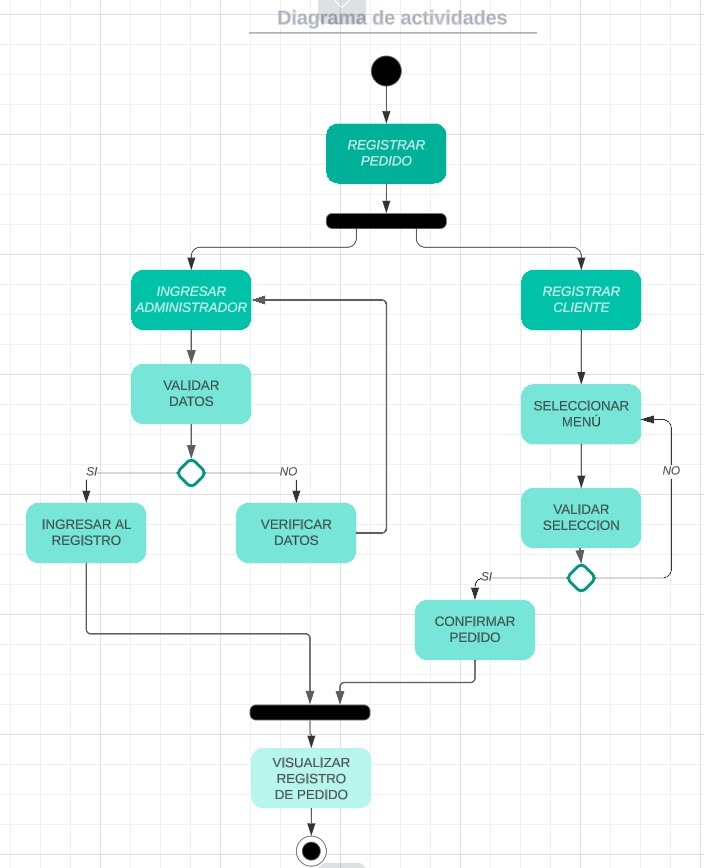 Diagrama de actividades
REGISTRAR
PEDIDO
INGRESAR
ADMINISTRADOR
REGISTRAR
CLIENTE
VALIDAR
DATOS
SELECCIONAR
MENÚ
SI
NO
NO
INGRESAR AL
REGISTRO
VERIFICAR
DATOS
VALIDAR
SELECCION
SI
CONFIRMAR
PEDIDO
VISUALIZAR
REGISTRO
DE PEDIDO